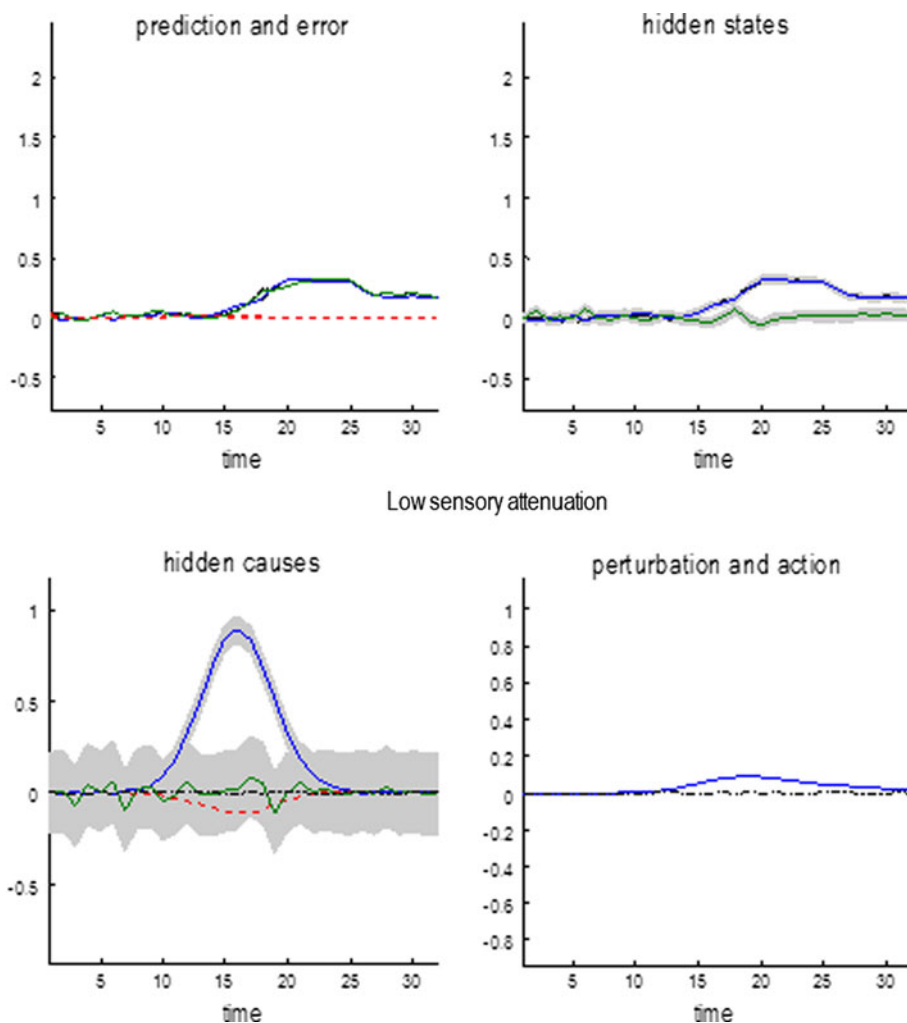 prediction and error
2
1.5
1
0.5
0
-0.5
5 10 15 20 25 30
time
hidden states
2
1.5
1
0.5
0
-0.5
5 10 15 20 25 30
time
Low sensory attenuation
hidden causes
1
0.5
0
-0.5
5 10 15 20 25 30
time
perturbation and action
1
0.8
0.6
0.4
0.2
0
-0.2
-0.4
-0.6
-0.8
5 10 15 20 25 30
time